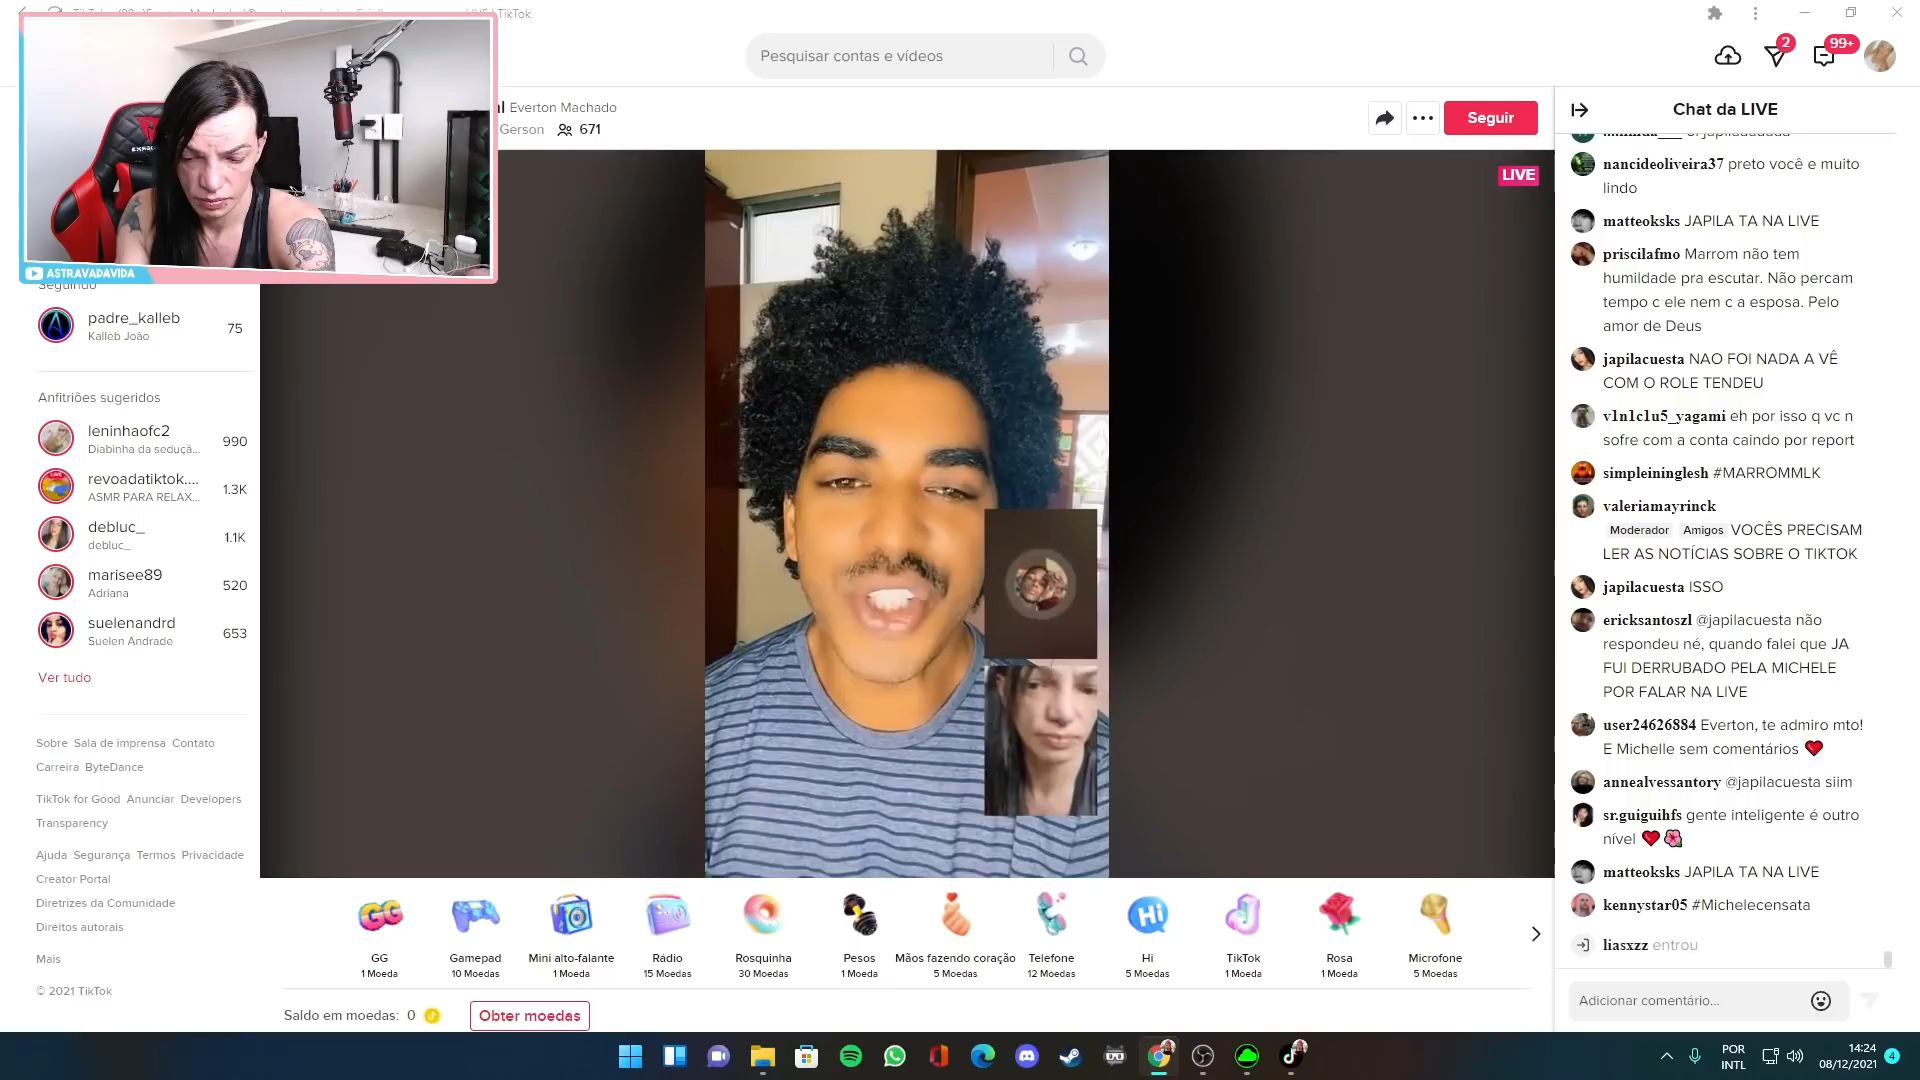 TikTok
Pesquisar contas e vídeos
2
99+
ASTRAVADAVIDA
Everton Machado
Gerson 671
Seguir
LIVE
Seguindo
padre_kalleb
Kalleb João
75
Anfitriões sugeridos
leninhaofc2
Diabinha da seduçã...
990
revoadatiktok....
ASMR PARA RELAX...
1.3K
debluc_
debluc_
1.1K
marisee89
Adriana
520
suelenandrd
Suelen Andrade
653
Ver tudo
Sobre Sala de imprensa Contato
Carreira ByteDance
TikTok for Good Anunciar Developers
Transparency
Ajuda Segurança Termos Privacidade
Creator Portal
Diretrizes da Comunidade
Direitos autorais
Mais
© 2021 TikTok
GG
1 Moeda
Gamepad
10 Moedas
Mini alto-falante
1 Moeda
Rádio
15 Moedas
Rosquinha
30 Moedas
Pesos
1 Moeda
Mãos fazendo coração
5 Moedas
Telefone
12 Moedas
Hi
Hi
5 Moedas
TikTok
1 Moeda
Rosa
1 Moeda
Microfone
5 Moedas
Saldo em moedas: 0
Obter moedas
Chat da LIVE
nancideoliveira37 preto você e muito
lindo
matteoksks JAPILA TA NA LIVE
priscilafmo Marrom não tem
humildade pra escutar. Não percam
tempo c ele nem c a esposa. Pelo
amor de Deus
japilacuesta NAO FOI NADA A VÊ
COM O ROLE TENDEU
v1n1c1u5_yagami eh por isso q vc n
sofre com a conta caindo por report
simpleininglesh #MARROMMLK
valeriamayrinck
Moderador Amigos VOCÊS PRECISAM
LER AS NOTÍCIAS SOBRE O TIKTOK
japilacuesta ISSO
ericksantoszl @japilacuesta não
respondeu né, quando falei que JA
FUI DERRUBADO PELA MICHELE
POR FALAR NA LIVE
user24626884 Everton, te admiro mto!
E Michelle sem comentários
annealvessantory @japilacuesta siim
sr.guiguihfs gente inteligente é outro
nível
matteoksks JAPILA TA NA LIVE
kennystar05 #Michelecensata
liasxzz entrou
Adicionar comentário...
POR
INTL
14:24
08/12/2021
4